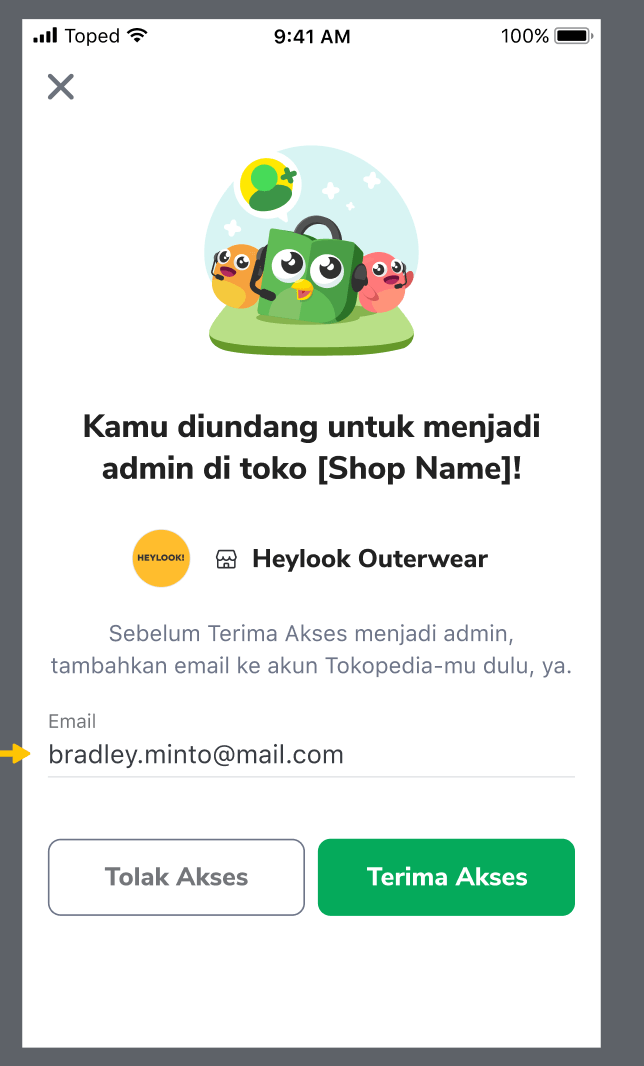 Toped 9:41 AM 100%
Kamu diundang untuk menjadi
admin di toko [Shop Name]!
HEYLOOK! Heylook Outerwear
Sebelum Terima Akses menjadi admin,
tambahkan email ke akun Tokopedia-mu dulu, ya.
Email
bradley.minto@mail.com
Tolak Akses Terima Akses